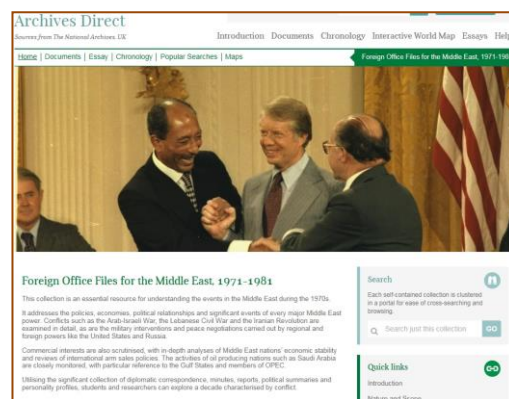 Archives Direct
Sources from The National Archives, UK
Introduction Documents Chronology Interactive World Map Essays Help
Home | Documents | Essay | Chronology | Popular Searches | Maps
Foreign Office Files for the Middle East, 1971-198
Foreign Office Files for the Middle East, 1971-1981
This collection is an essential resource for understanding the events in the Middle East during the 1970s.
It addresses the policies, economies, political relationships and significant events of every major Middle East
power. Conflicts such as the Arab-Israeli War, the Lebanese Civil War and the Iranian Revolution are
examined in detail, as are the military interventions and peace negotiations carried out by regional and
foreign powers like the United States and Russia.
Commercial interests are also scrutinised, with in-depth analyses of Middle East nations' economic stability
and reviews of international arm sales policies. The activities of oil producing nations such as Saudi Arabia
are closely monitored, with particular reference to the Gulf States and members of OPEC.
Utilising the significant collection of diplomatic correspondence, minutes, reports, political summaries and
personality profiles, students and researchers can explore a decade characterised by conflict.
Search
Each self-contained collection is clustered
in a portal for ease of cross-searching and
browsing.
Search just this collection GO
Quick links
Introduction
Nature and Scope